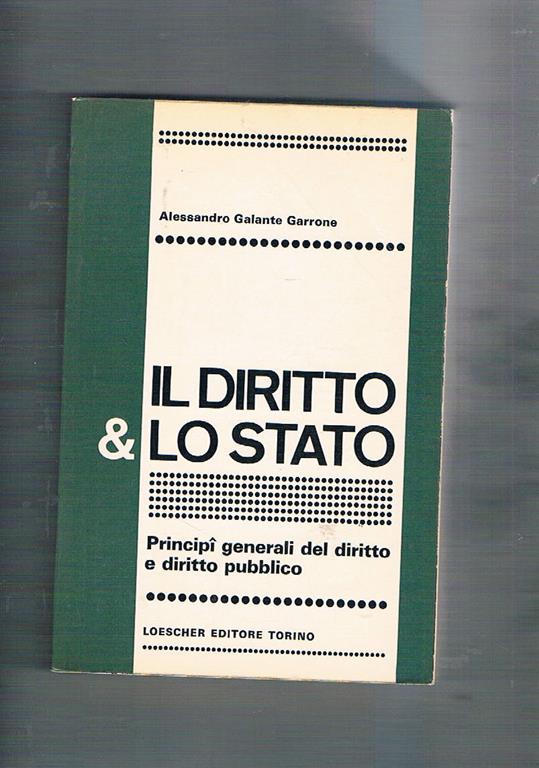 Alessandro Galante Garrone
IL DIRITTO
& LO STATO
Principî generali del diritto
e diritto pubblico
LOESCHER EDITORE TORINO